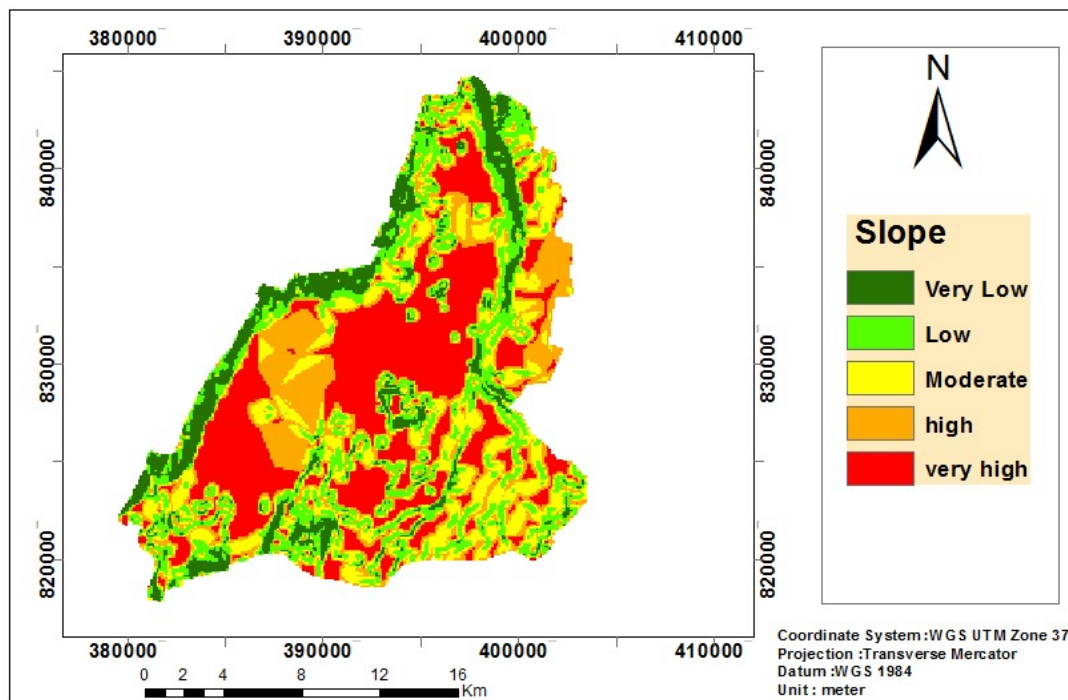 380000 390000 400000 410000
N
840000 840000
830000 830000
820000 820000
380000 390000 400000 410000
0 2 4 8 12 16
Km
Slope
Very Low
Low
Moderate
high
very high
Coordinate System :WGS UTM Zone 37
Projection :Transverse Mercator
Datum :WGS 1984
Unit : meter